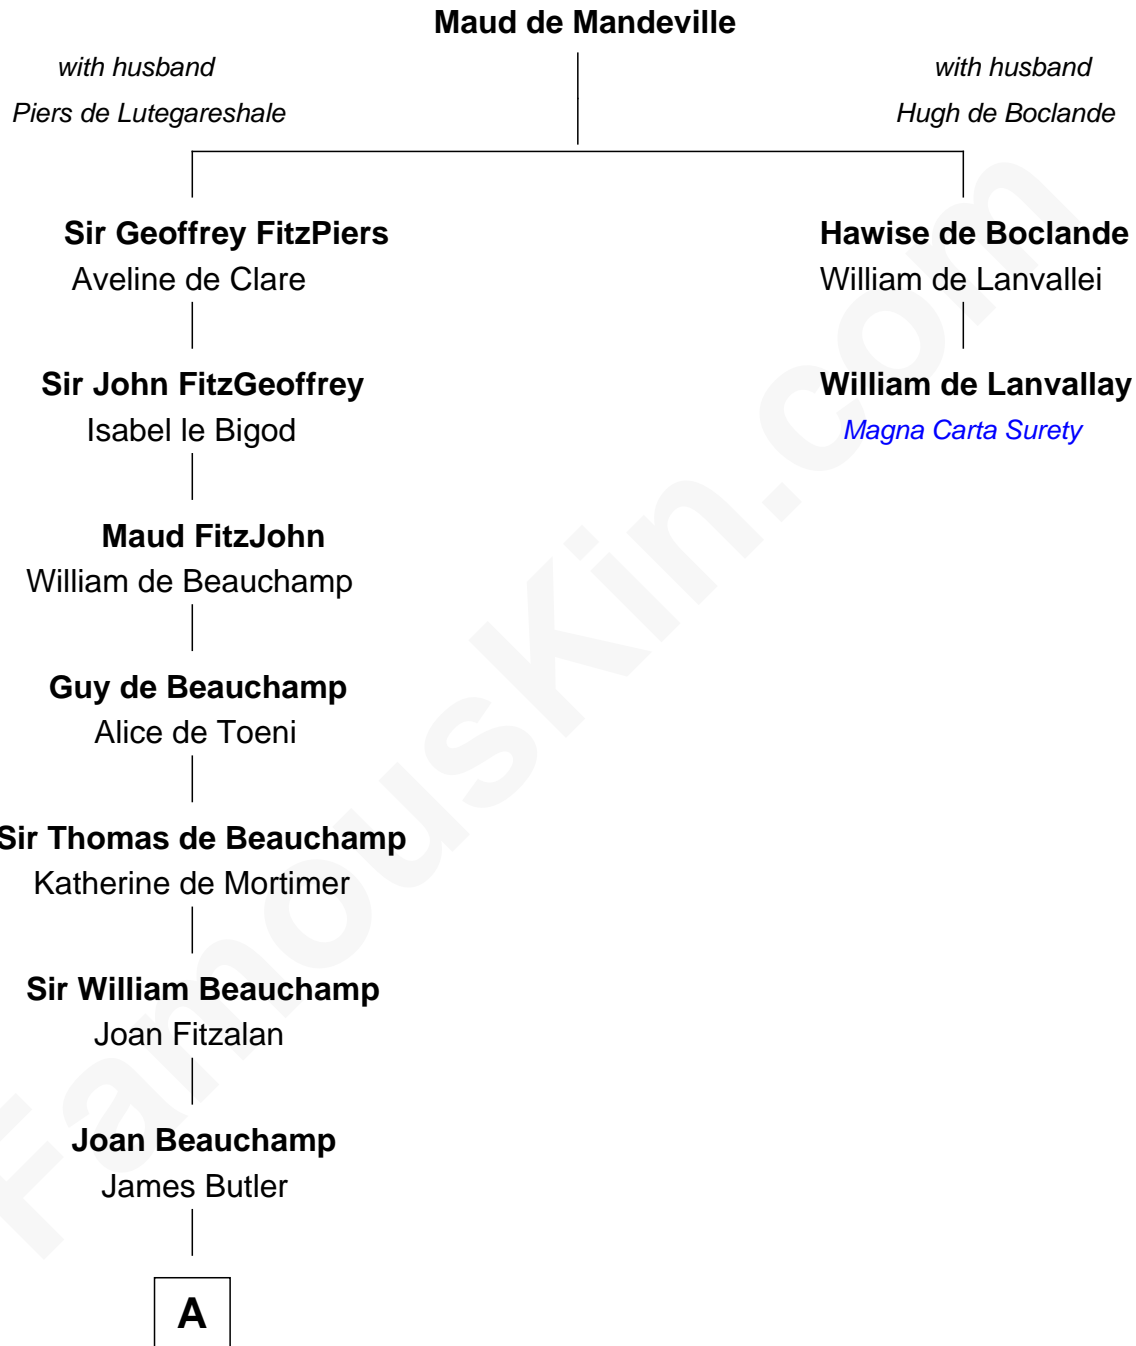 Maud de Mandeville
with husband
Piers de Lutegareshale
with husband
Hugh de Boclande
Sir Geoffrey FitzPiers
Aveline de Clare
Hawise de Boclande
William de Lanvallei
Sir John FitzGeoffrey
Isabel le Bigod
William de Lanvallay
Magna Carta Surety
Maud FitzJohn
William de Beauchamp
Guy de Beauchamp
Alice de Toeni
Sir Thomas de Beauchamp
Katherine de Mortimer
Sir William Beauchamp
Joan Fitzalan
Joan Beauchamp
James Butler
A
FamousKin.com